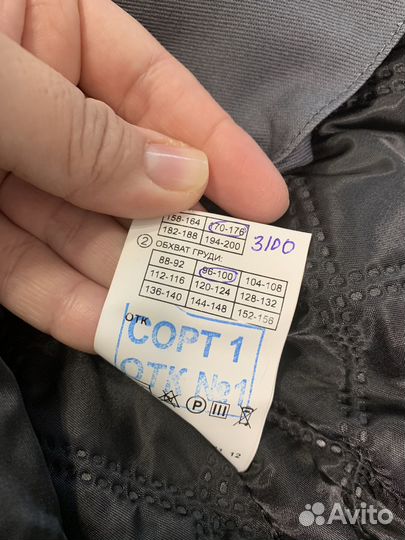 158-164 170-176
182-188 194-200 3100
② ОБХВАТ ГРУДИ:
88-92 96-100 104-108
112-116 120-124 128-132
136-140 144-148 152-156
ОТК
СОРТ 1
ОТК №1
P
12
Avito